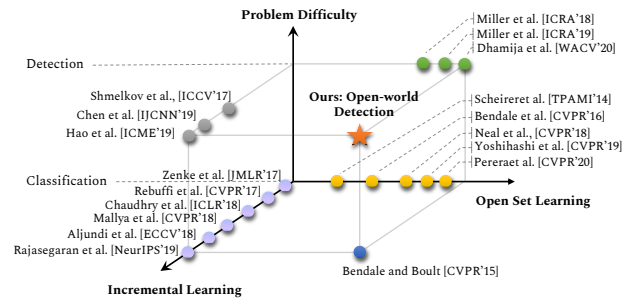 Problem Difficulty
Miller et al. [ICRA'18]
Miller et al. [ICRA'19]
Dhamija et al. [WACV'20]
Detection
Shmelkov et al., [ICCV'17]
Chen et al. [IJCNN'19]
Hao et al. [ICME'19]
Ours: Open-world
Detection
Scheireret al. [TPAMI'14]
Bendale et al. [CVPR'16]
Neal et al., [CVPR'18]
Yoshihashi et al. [CVPR'19]
Pereraet al. [CVPR'20]
Classification
Zenke et al. [JMLR'17]
Rebuffi et al. [CVPR'17]
Chaudhry et al. [ICLR'18]
Mallya et al. [CVPR'18]
Aljundi et al. [ECCV'18]
Rajasegaran et al. [NeurIPS'19]
Open Set Learning
Bendale and Boult [CVPR'15]
Incremental Learning